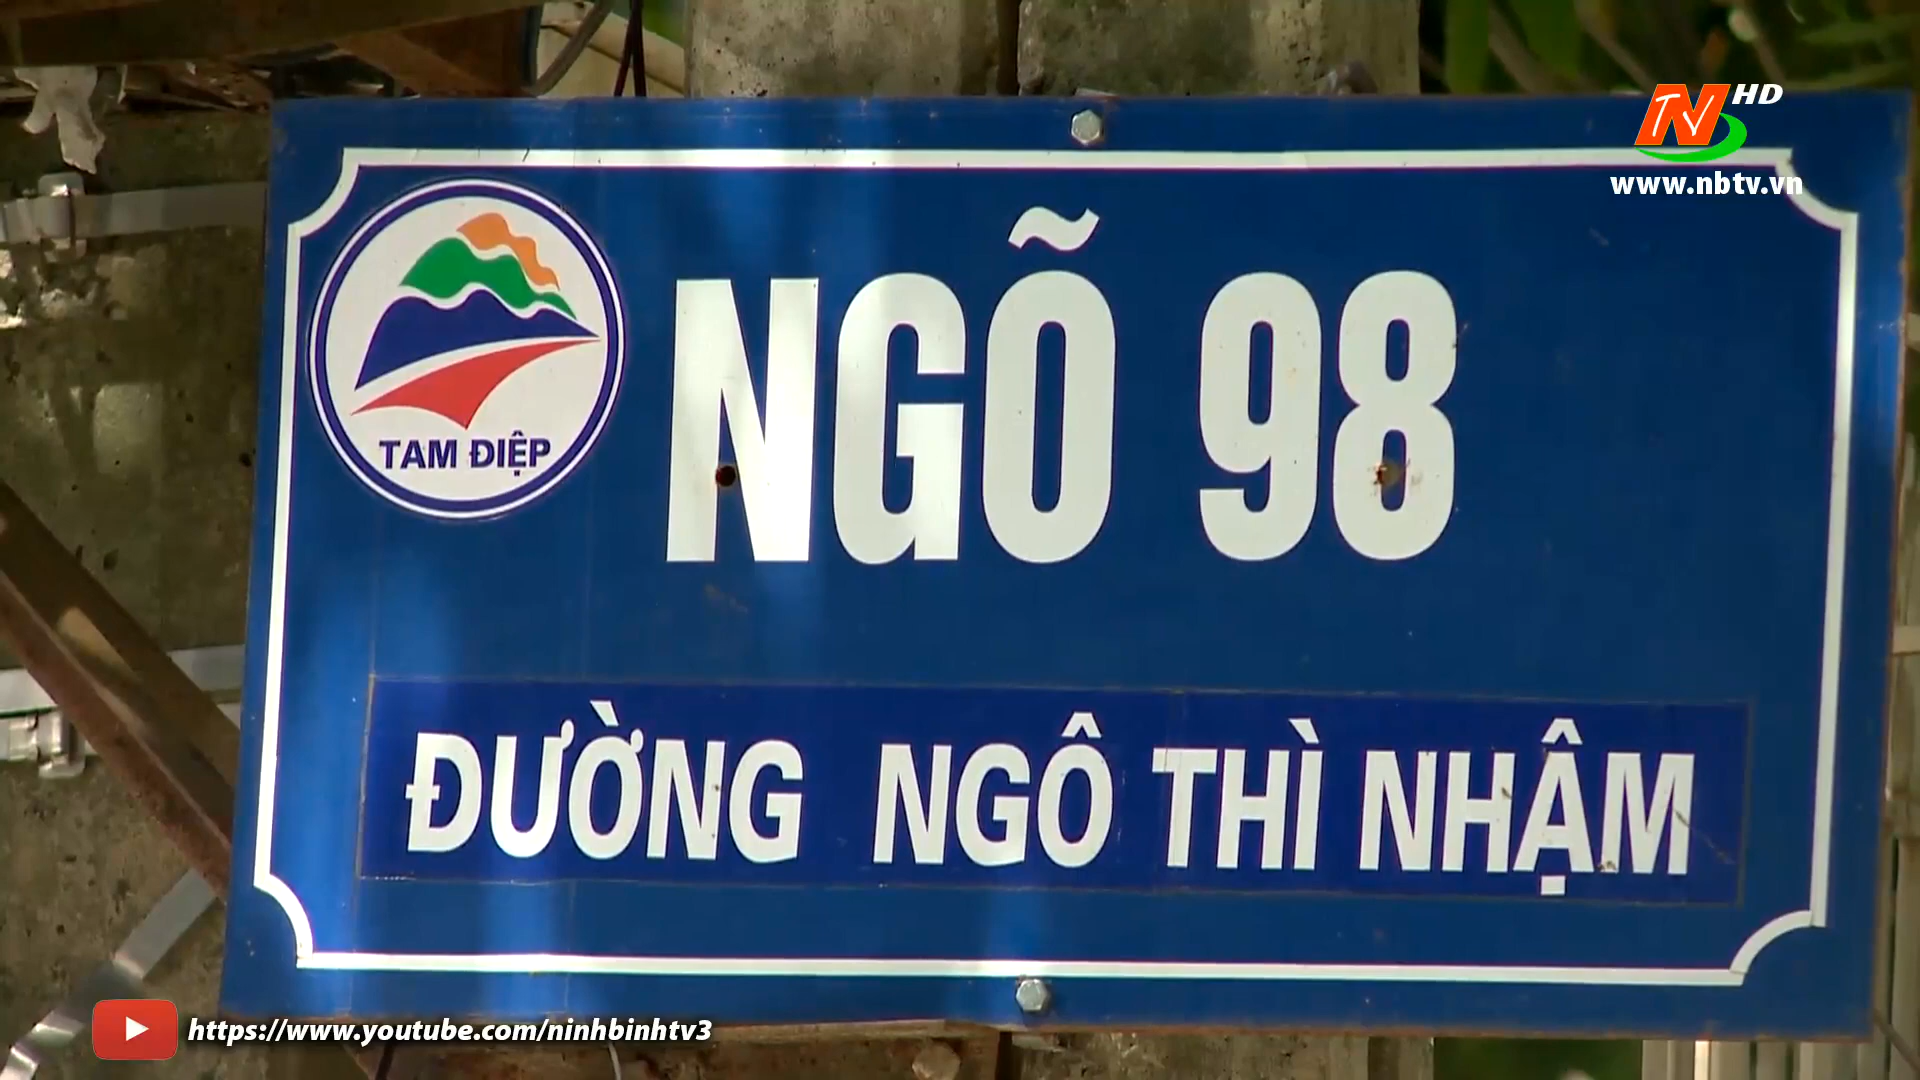 NTV HD
www.nbtv.vn
TAM ĐIỆP
NGÕ 98
ĐƯỜNG NGÔ THÌ NHẬM
https://www.youtube.com/ninhbinhtv3